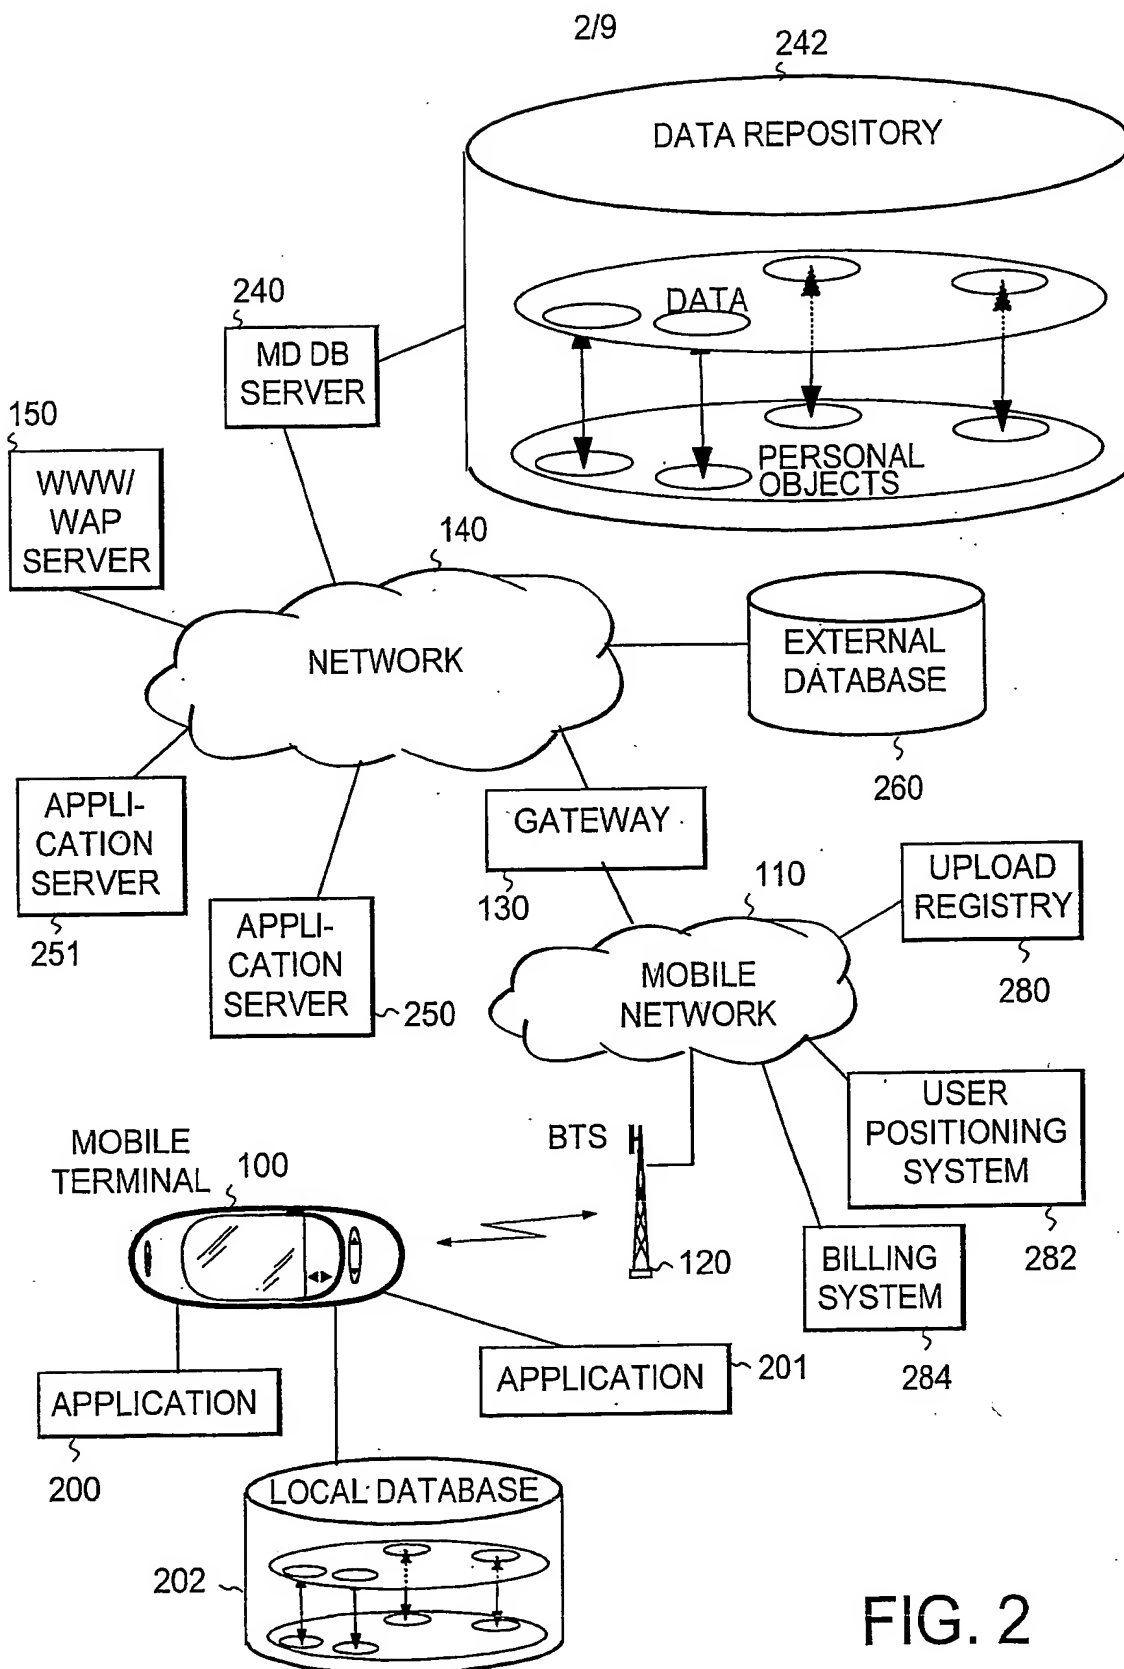 2/9
242
DATA REPOSITORY
DATA
PERSONAL
OBJECTS
240
MD DB
SERVER
150
WWW/
WAP
SERVER
140
NETWORK
EXTERNAL
DATABASE
260
APPLI-
CATION
SERVER
251
APPLI-
CATION
SERVER
250
GATEWAY
130
110
MOBILE
NETWORK
UPLOAD
REGISTRY
280
USER
POSITIONING
SYSTEM
282
BILLING
SYSTEM
284
BTS
120
MOBILE
TERMINAL
100
APPLICATION
200
APPLICATION
201
LOCAL DATABASE
202
FIG. 2